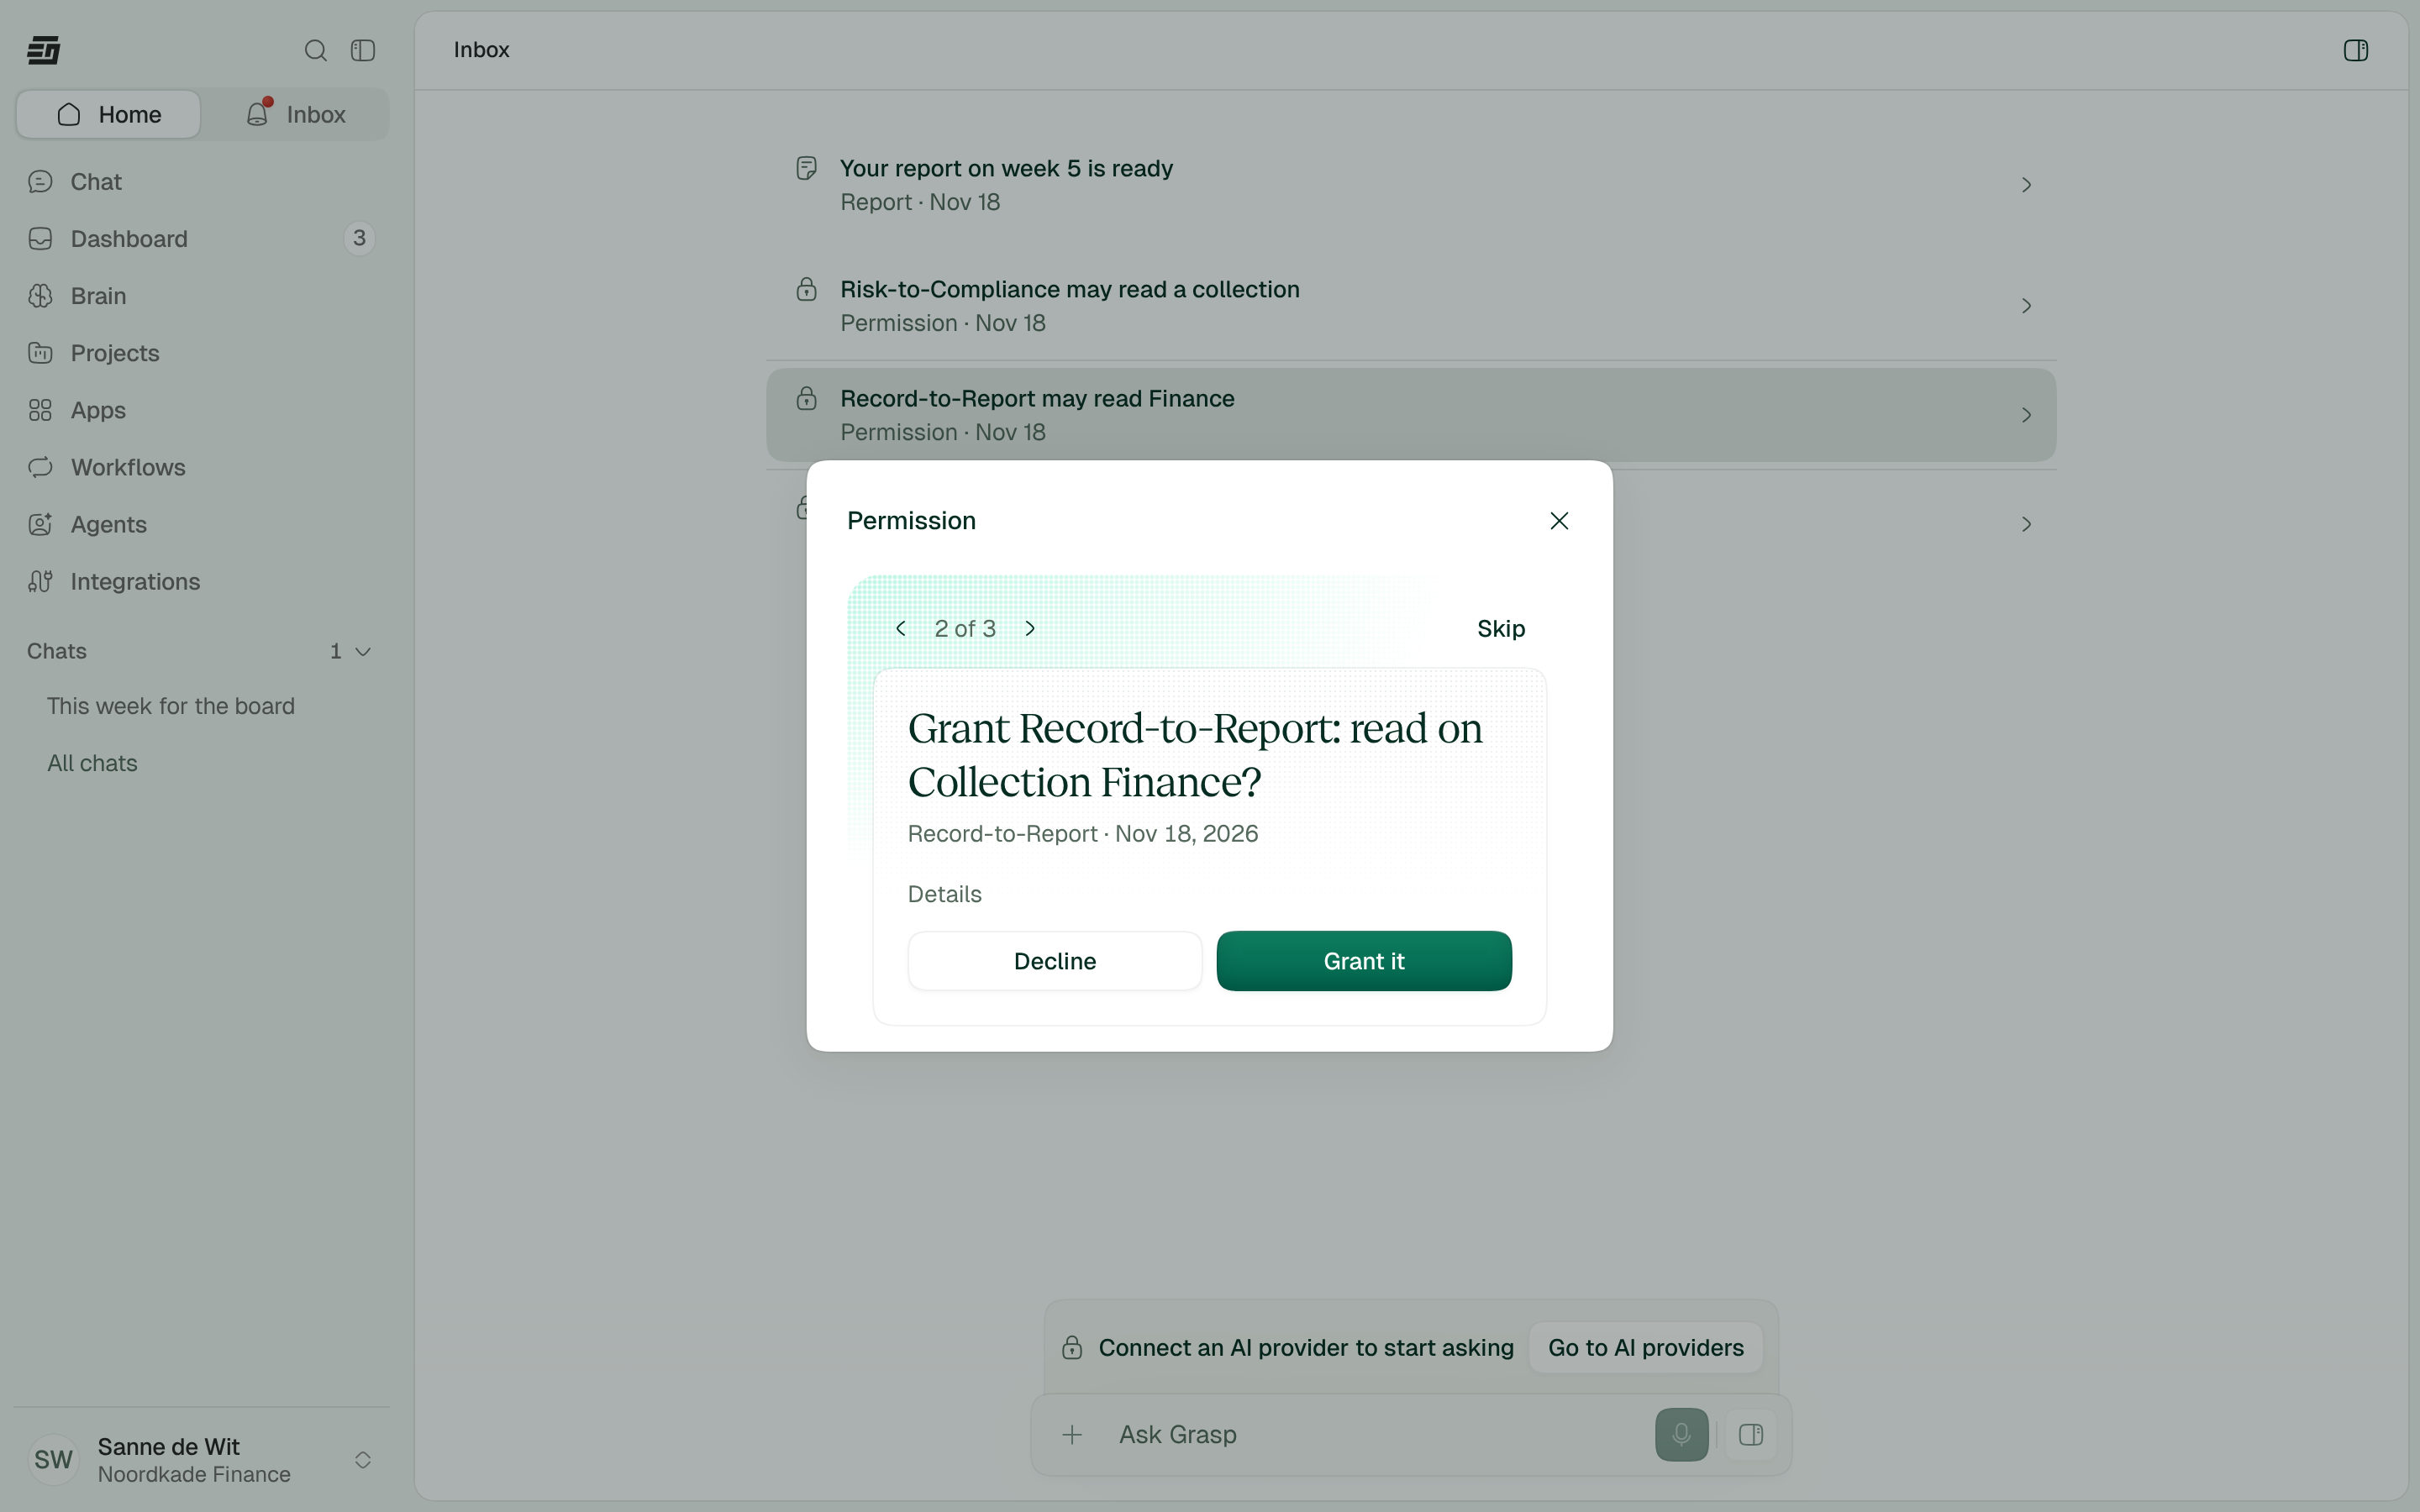 Inbox
Home
Inbox
Chat
Dashboard
3
Brain
Projects
Apps
Workflows
Agents
Integrations
Chats
1
This week for the board
All chats
Sanne de Wit
SW
Noordkade Finance
Your report on week 5 is ready
Report · Nov 18
Risk-to-Compliance may read a collection
Permission · Nov 18
Record-to-Report may read Finance
Permission · Nov 18
Permission
2 of 3
Skip
Grant Record-to-Report: read on
Collection Finance?
Record-to-Report · Nov 18, 2026
Details
Decline
Grant it
Connect an AI provider to start asking
Go to AI providers
Ask Grasp